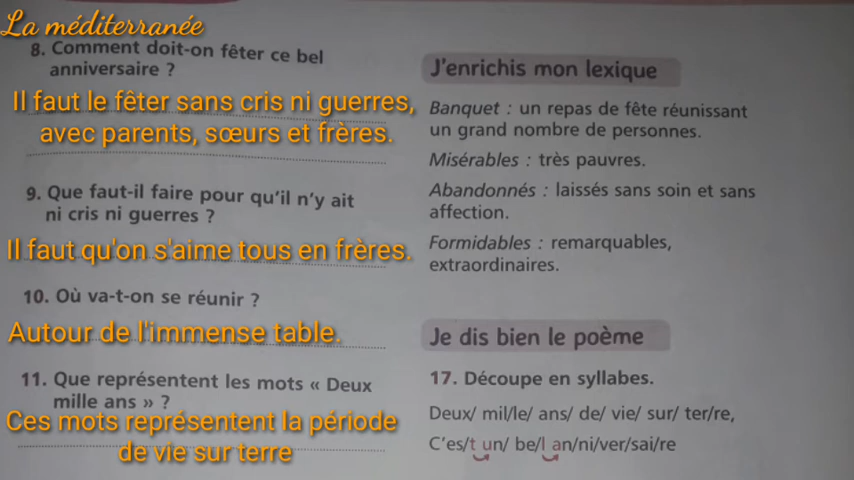 La méditerranée
8. Comment doit-on fêter ce bel
anniversaire ?
Il faut le fêter sans cris ni guerres,
avec parents, sœurs et frères.
9. Que faut-il faire pour qu'il n'y ait
ni cris ni guerres ?
Il faut qu'on s'aime tous en frères.
10. Où va-t-on se réunir ?
Autour de l'immense table.
11. Que représentent les mots « Deux
mille ans » ?
Ces mots représentent la période
de vie sur terre
J'enrichis mon lexique
Banquet : un repas de fête réunissant
un grand nombre de personnes.
Misérables : très pauvres.
Abandonnés : laissés sans soin et sans
affection.
Formidables : remarquables,
extraordinaires.
Je dis bien le poème
17. Découpe en syllabes.
Deux/ mil/le/ ans/ de/ vie/ sur/ ter/re,
C'es/t un/ be/l an/ni/ver/sai/re